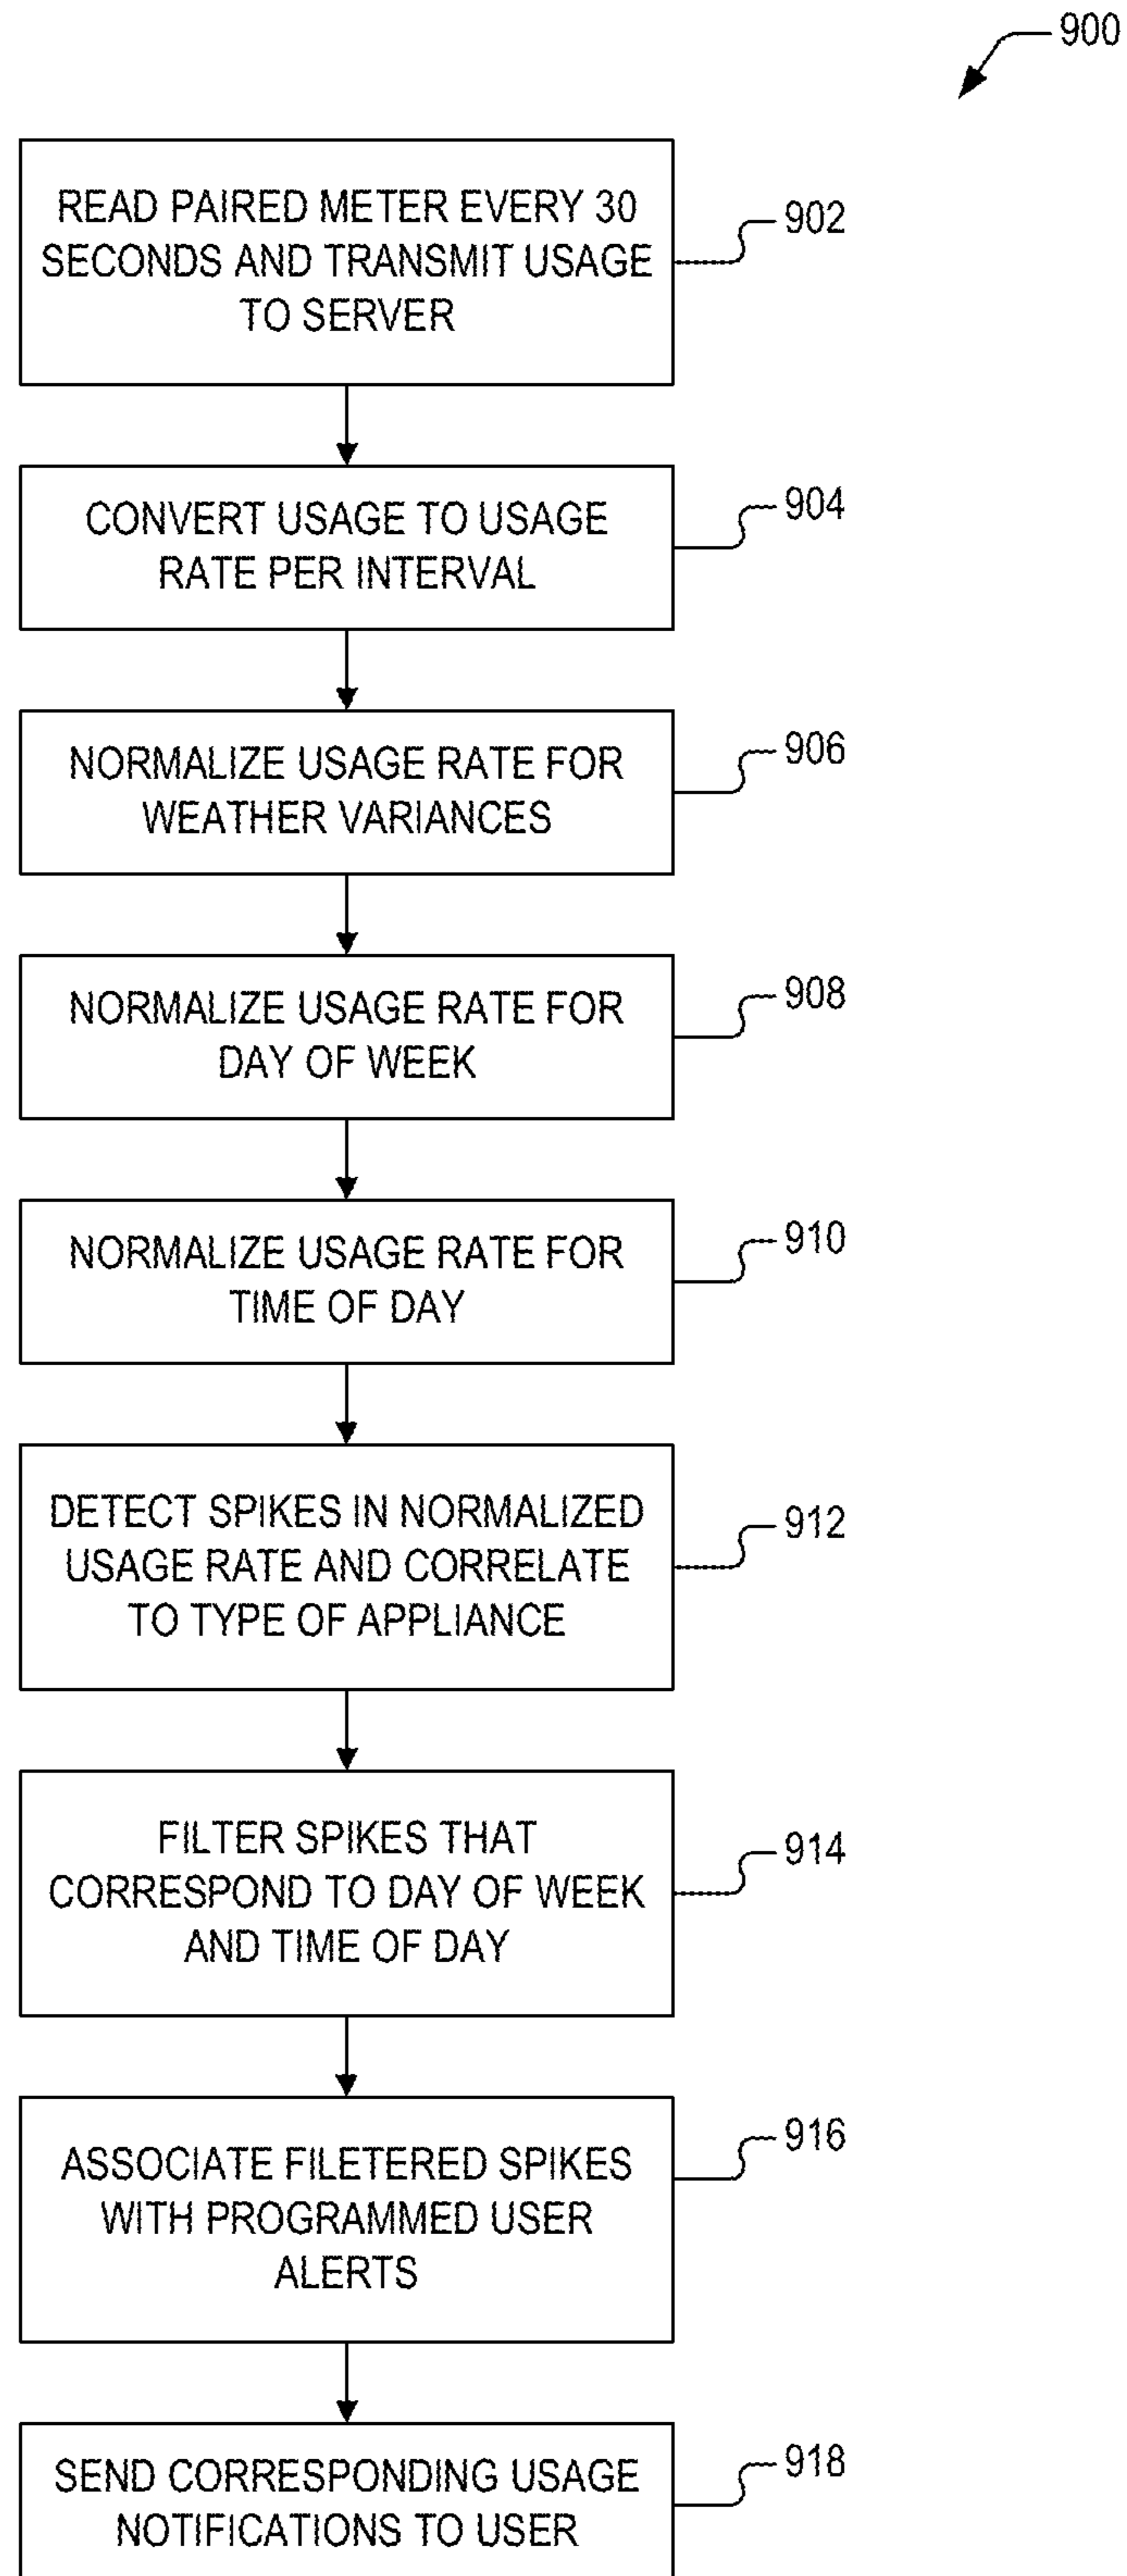 900
READ PAIRED METER EVERY 30
SECONDS AND TRANSMIT USAGE
TO SERVER
902
CONVERT USAGE TO USAGE
RATE PER INTERVAL
904
NORMALIZE USAGE RATE FOR
WEATHER VARIANCES
906
NORMALIZE USAGE RATE FOR
DAY OF WEEK
908
NORMALIZE USAGE RATE FOR
TIME OF DAY
910
DETECT SPIKES IN NORMALIZED
USAGE RATE AND CORRELATE
TO TYPE OF APPLIANCE
912
FILTER SPIKES THAT
CORRESPOND TO DAY OF WEEK
AND TIME OF DAY
914
ASSOCIATE FILETERED SPIKES
WITH PROGRAMMED USER
ALERTS
916
SEND CORRESPONDING USAGE
NOTIFICATIONS TO USER
918